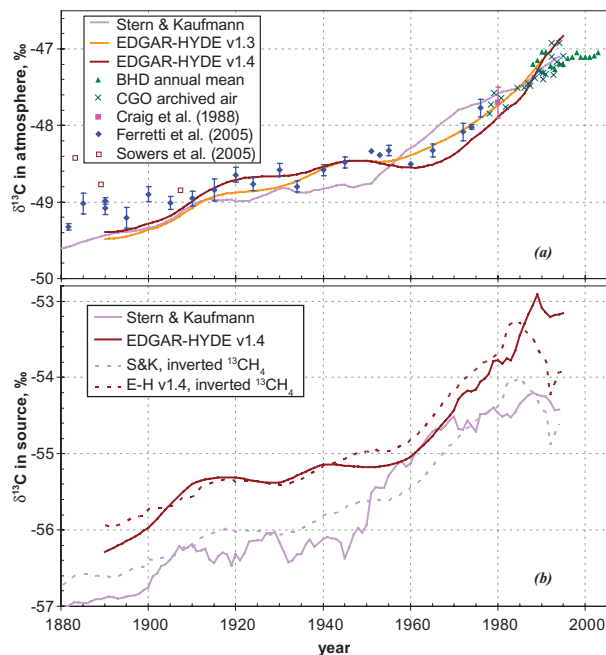 Stern & Kaufmann
EDGAR-HYDE v1.3
EDGAR-HYDE v1.4
BHD annual mean
CGO archived air
Craig et al. (1988)
Ferretti et al. (2005)
Sowers et al. (2005)
δ¹³C in atmosphere, ‰
-47
-48
-49
-50
(a)
Stern & Kaufmann
EDGAR-HYDE v1.4
S&K, inverted ¹³CH₄
E-H v1.4, inverted ¹³CH₄
δ¹³C in source, ‰
-53
-54
-55
-56
-57
(b)
1880 1900 1920 1940 1960 1980 2000
year